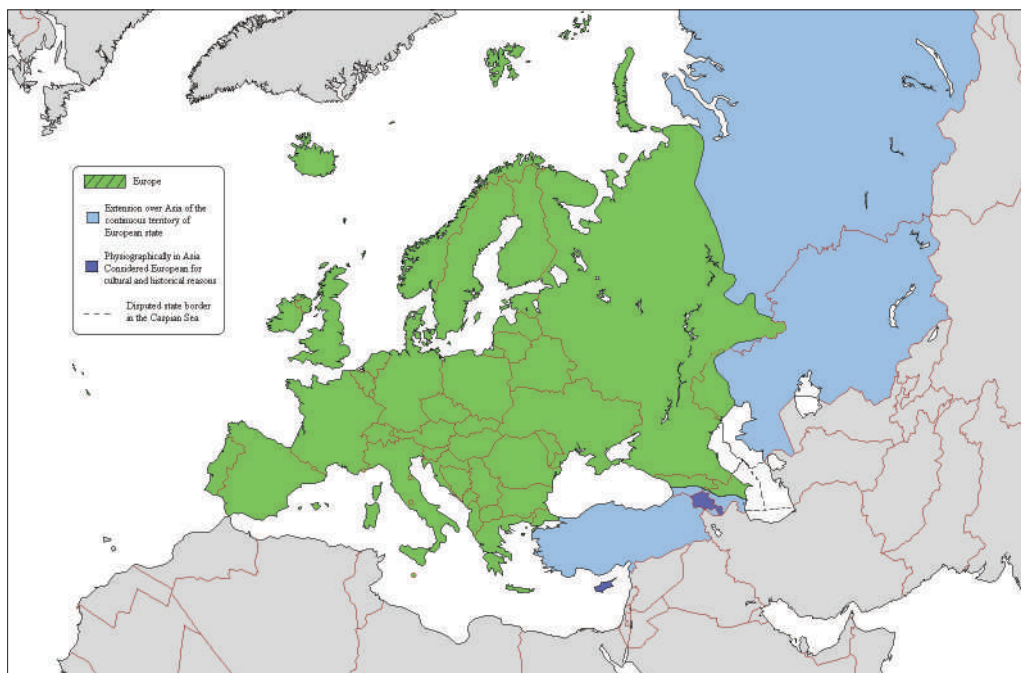 Europe
Extension over Asia of the
continuous territory of
European state
Physiographically in Asia
Considered European for
cultural and historical reasons
Disputed state border
in the Caspian Sea